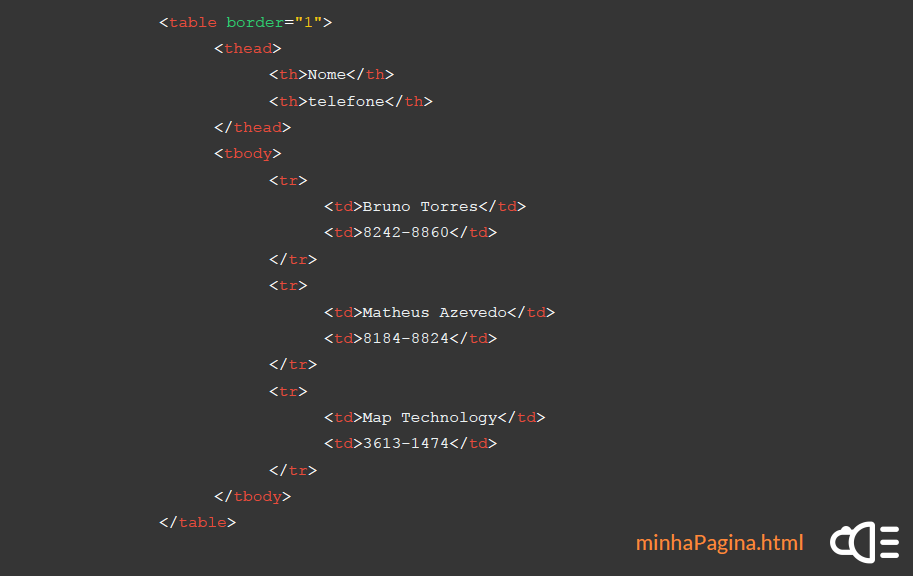 <table border="1">
<thead>
<th>Nome</th>
<th>telefone</th>
</thead>
<tbody>
<tr>
<td>Bruno Torres</td>
<td>8242-8860</td>
</tr>
<tr>
<td>Matheus Azevedo</td>
<td>8184-8824</td>
</tr>
<tr>
<td>Map Technology</td>
<td>3613-1474</td>
</tr>
</tbody>
</table>
minhaPagina.html